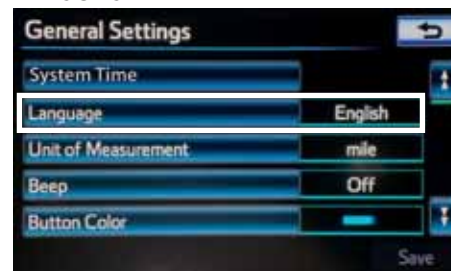 General Settings
System Time
Language English
Unit of Measurement mile
Beep Off
Button Color
Save